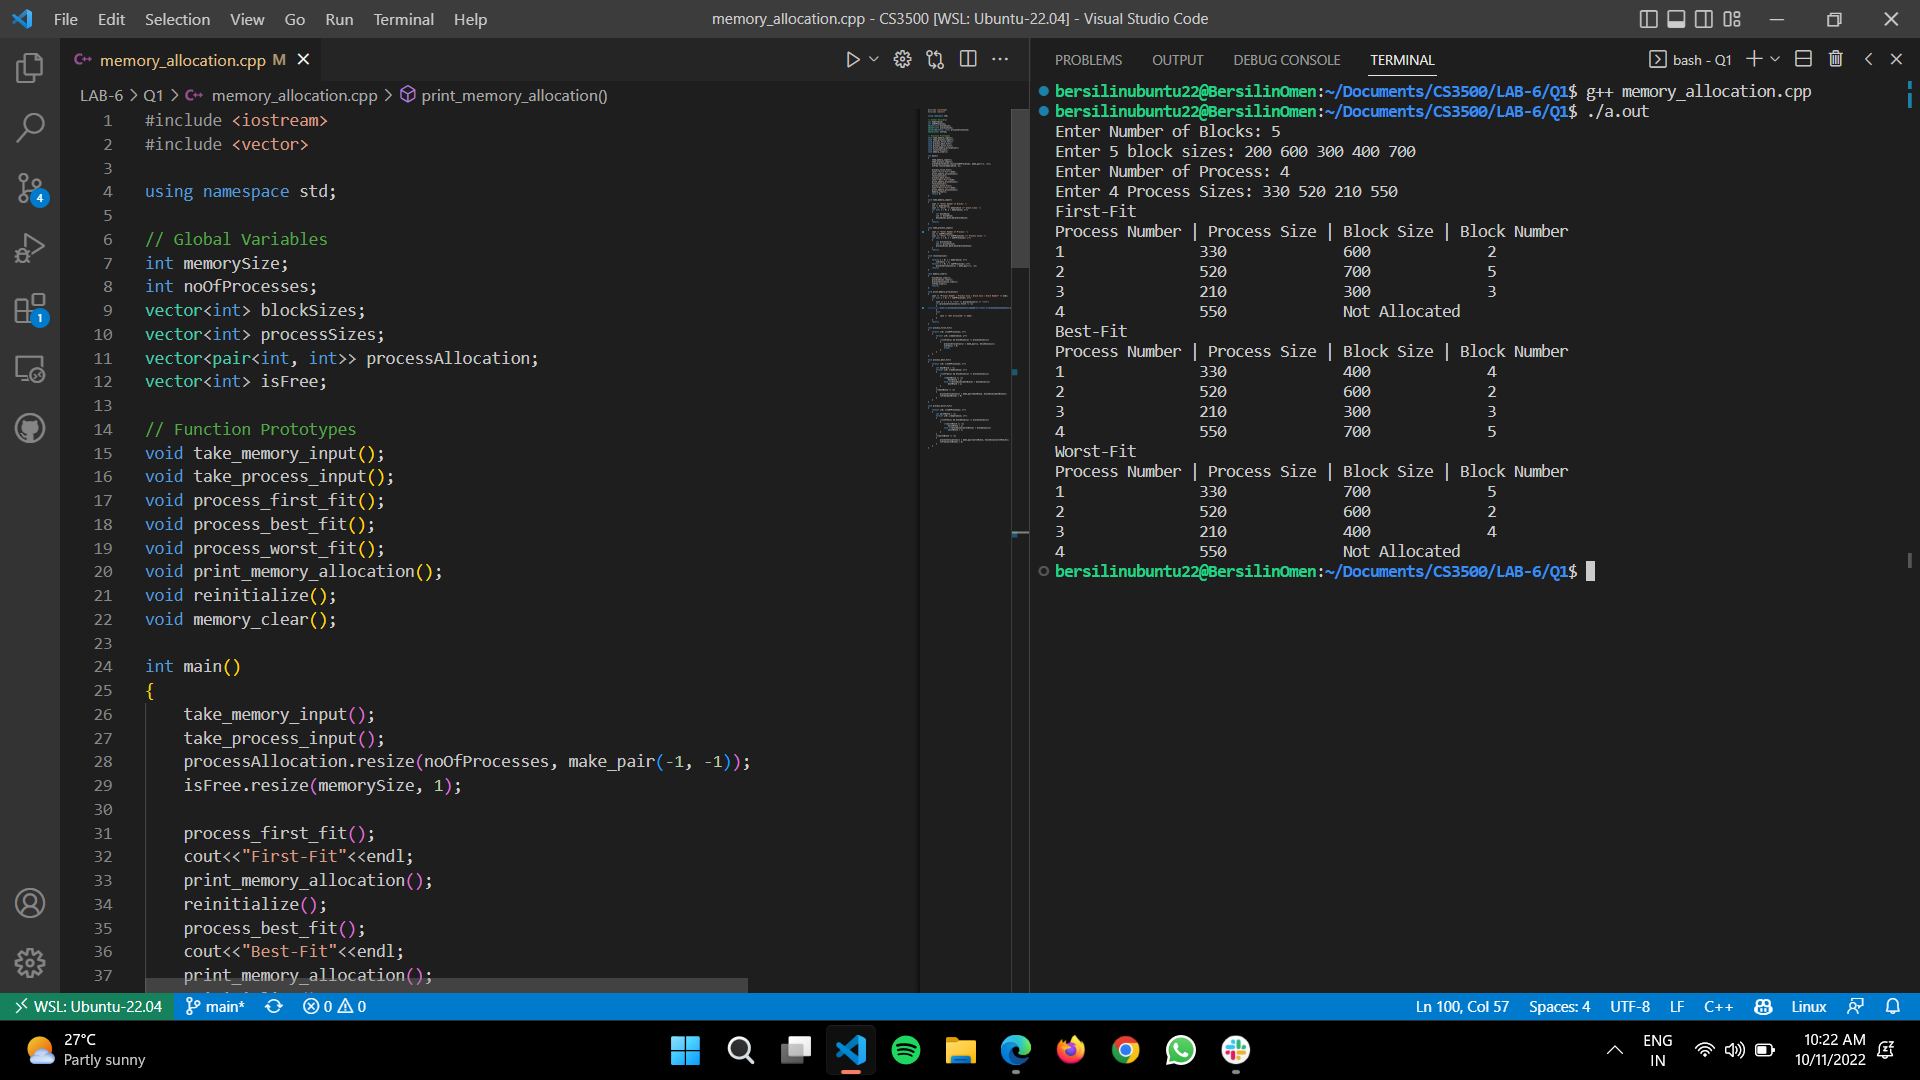 File Edit Selection View Go Run Terminal Help
memory_allocation.cpp - CS3500 [WSL: Ubuntu-22.04] - Visual Studio Code
C++ memory_allocation.cpp M
LAB-6 > Q1 > C++ memory_allocation.cpp > print_memory_allocation()
1 #include <iostream>
2 #include <vector>
3
4 using namespace std;
5
6 // Global Variables
7 int memorySize;
8 int noOfProcesses;
9 vector<int> blockSizes;
10 vector<int> processSizes;
11 vector<pair<int, int>> processAllocation;
12 vector<int> isFree;
13
14 // Function Prototypes
15 void take_memory_input();
16 void take_process_input();
17 void process_first_fit();
18 void process_best_fit();
19 void process_worst_fit();
20 void print_memory_allocation();
21 void reinitialize();
22 void memory_clear();
23
24 int main()
25 {
26 take_memory_input();
27 take_process_input();
28 processAllocation.resize(noOfProcesses, make_pair(-1, -1));
29 isFree.resize(memorySize, 1);
30
31 process_first_fit();
32 cout<<"First-Fit"<<endl;
33 print_memory_allocation();
34 reinitialize();
35 process_best_fit();
36 cout<<"Best-Fit"<<endl;
37 print_memory_allocation();
4
1
PROBLEMS OUTPUT DEBUG CONSOLE TERMINAL
bash - Q1
bersilinubuntu22@BersilinOmen:~/Documents/CS3500/LAB-6/Q1$ g++ memory_allocation.cpp
bersilinubuntu22@BersilinOmen:~/Documents/CS3500/LAB-6/Q1$ ./a.out
Enter Number of Blocks: 5
Enter 5 block sizes: 200 600 300 400 700
Enter Number of Process: 4
Enter 4 Process Sizes: 330 520 210 550
First-Fit
Process Number | Process Size | Block Size | Block Number
1 330 600 2
2 520 700 5
3 210 300 3
4 550 Not Allocated
Best-Fit
Process Number | Process Size | Block Size | Block Number
1 330 400 4
2 520 600 2
3 210 300 3
4 550 700 5
Worst-Fit
Process Number | Process Size | Block Size | Block Number
1 330 700 5
2 520 600 2
3 210 400 4
4 550 Not Allocated
bersilinubuntu22@BersilinOmen:~/Documents/CS3500/LAB-6/Q1$
WSL: Ubuntu-22.04 main* 0 0
Ln 100, Col 57 Spaces: 4 UTF-8 LF C++ Linux
27°C
Partly sunny
ENG
IN
10:22 AM
10/11/2022